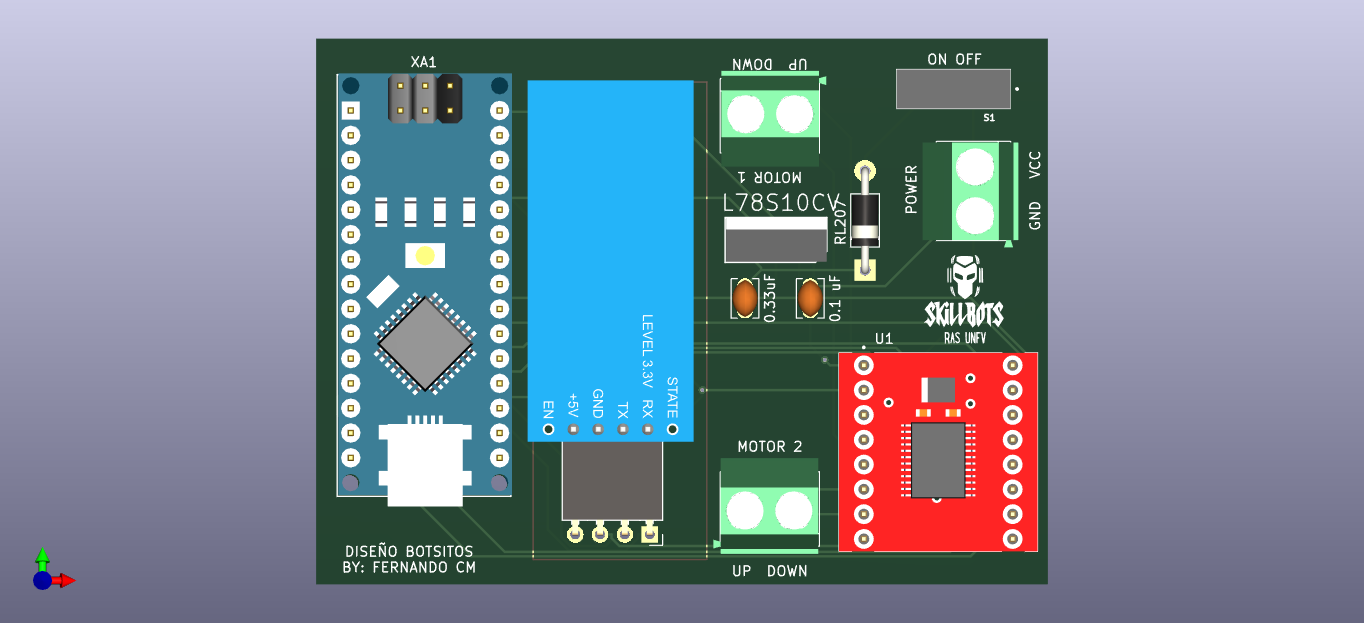 XA1
UP DOWN
MOTOR 1
ON OFF
S1
L78S10CV
RL207
POWER
VCC
GND
0.33uF
0.1 uF
SKILLBOTS
RAS UNFV
U1
LEVEL 3.3V
EN
+5V
GND
TX
RX
STATE
MOTOR 2
UP DOWN
DISEÑO BOTSITOS
BY: FERNANDO CM